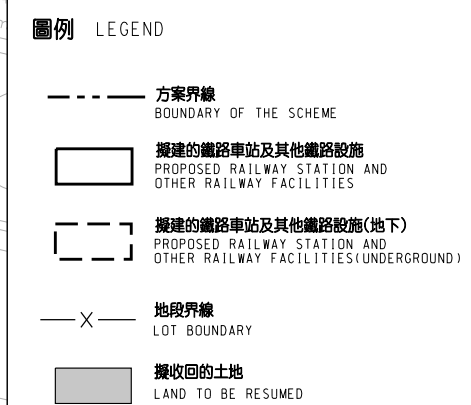 圖例 LEGEND
方案界線
BOUNDARY OF THE SCHEME
擬建的鐵路車站及其他鐵路設施
PROPOSED RAILWAY STATION AND
OTHER RAILWAY FACILITIES
擬建的鐵路車站及其他鐵路設施(地下)
PROPOSED RAILWAY STATION AND
OTHER RAILWAY FACILITIES(UNDERGROUND)
X
地段界線
LOT BOUNDARY
擬收回的土地
LAND TO BE RESUMED